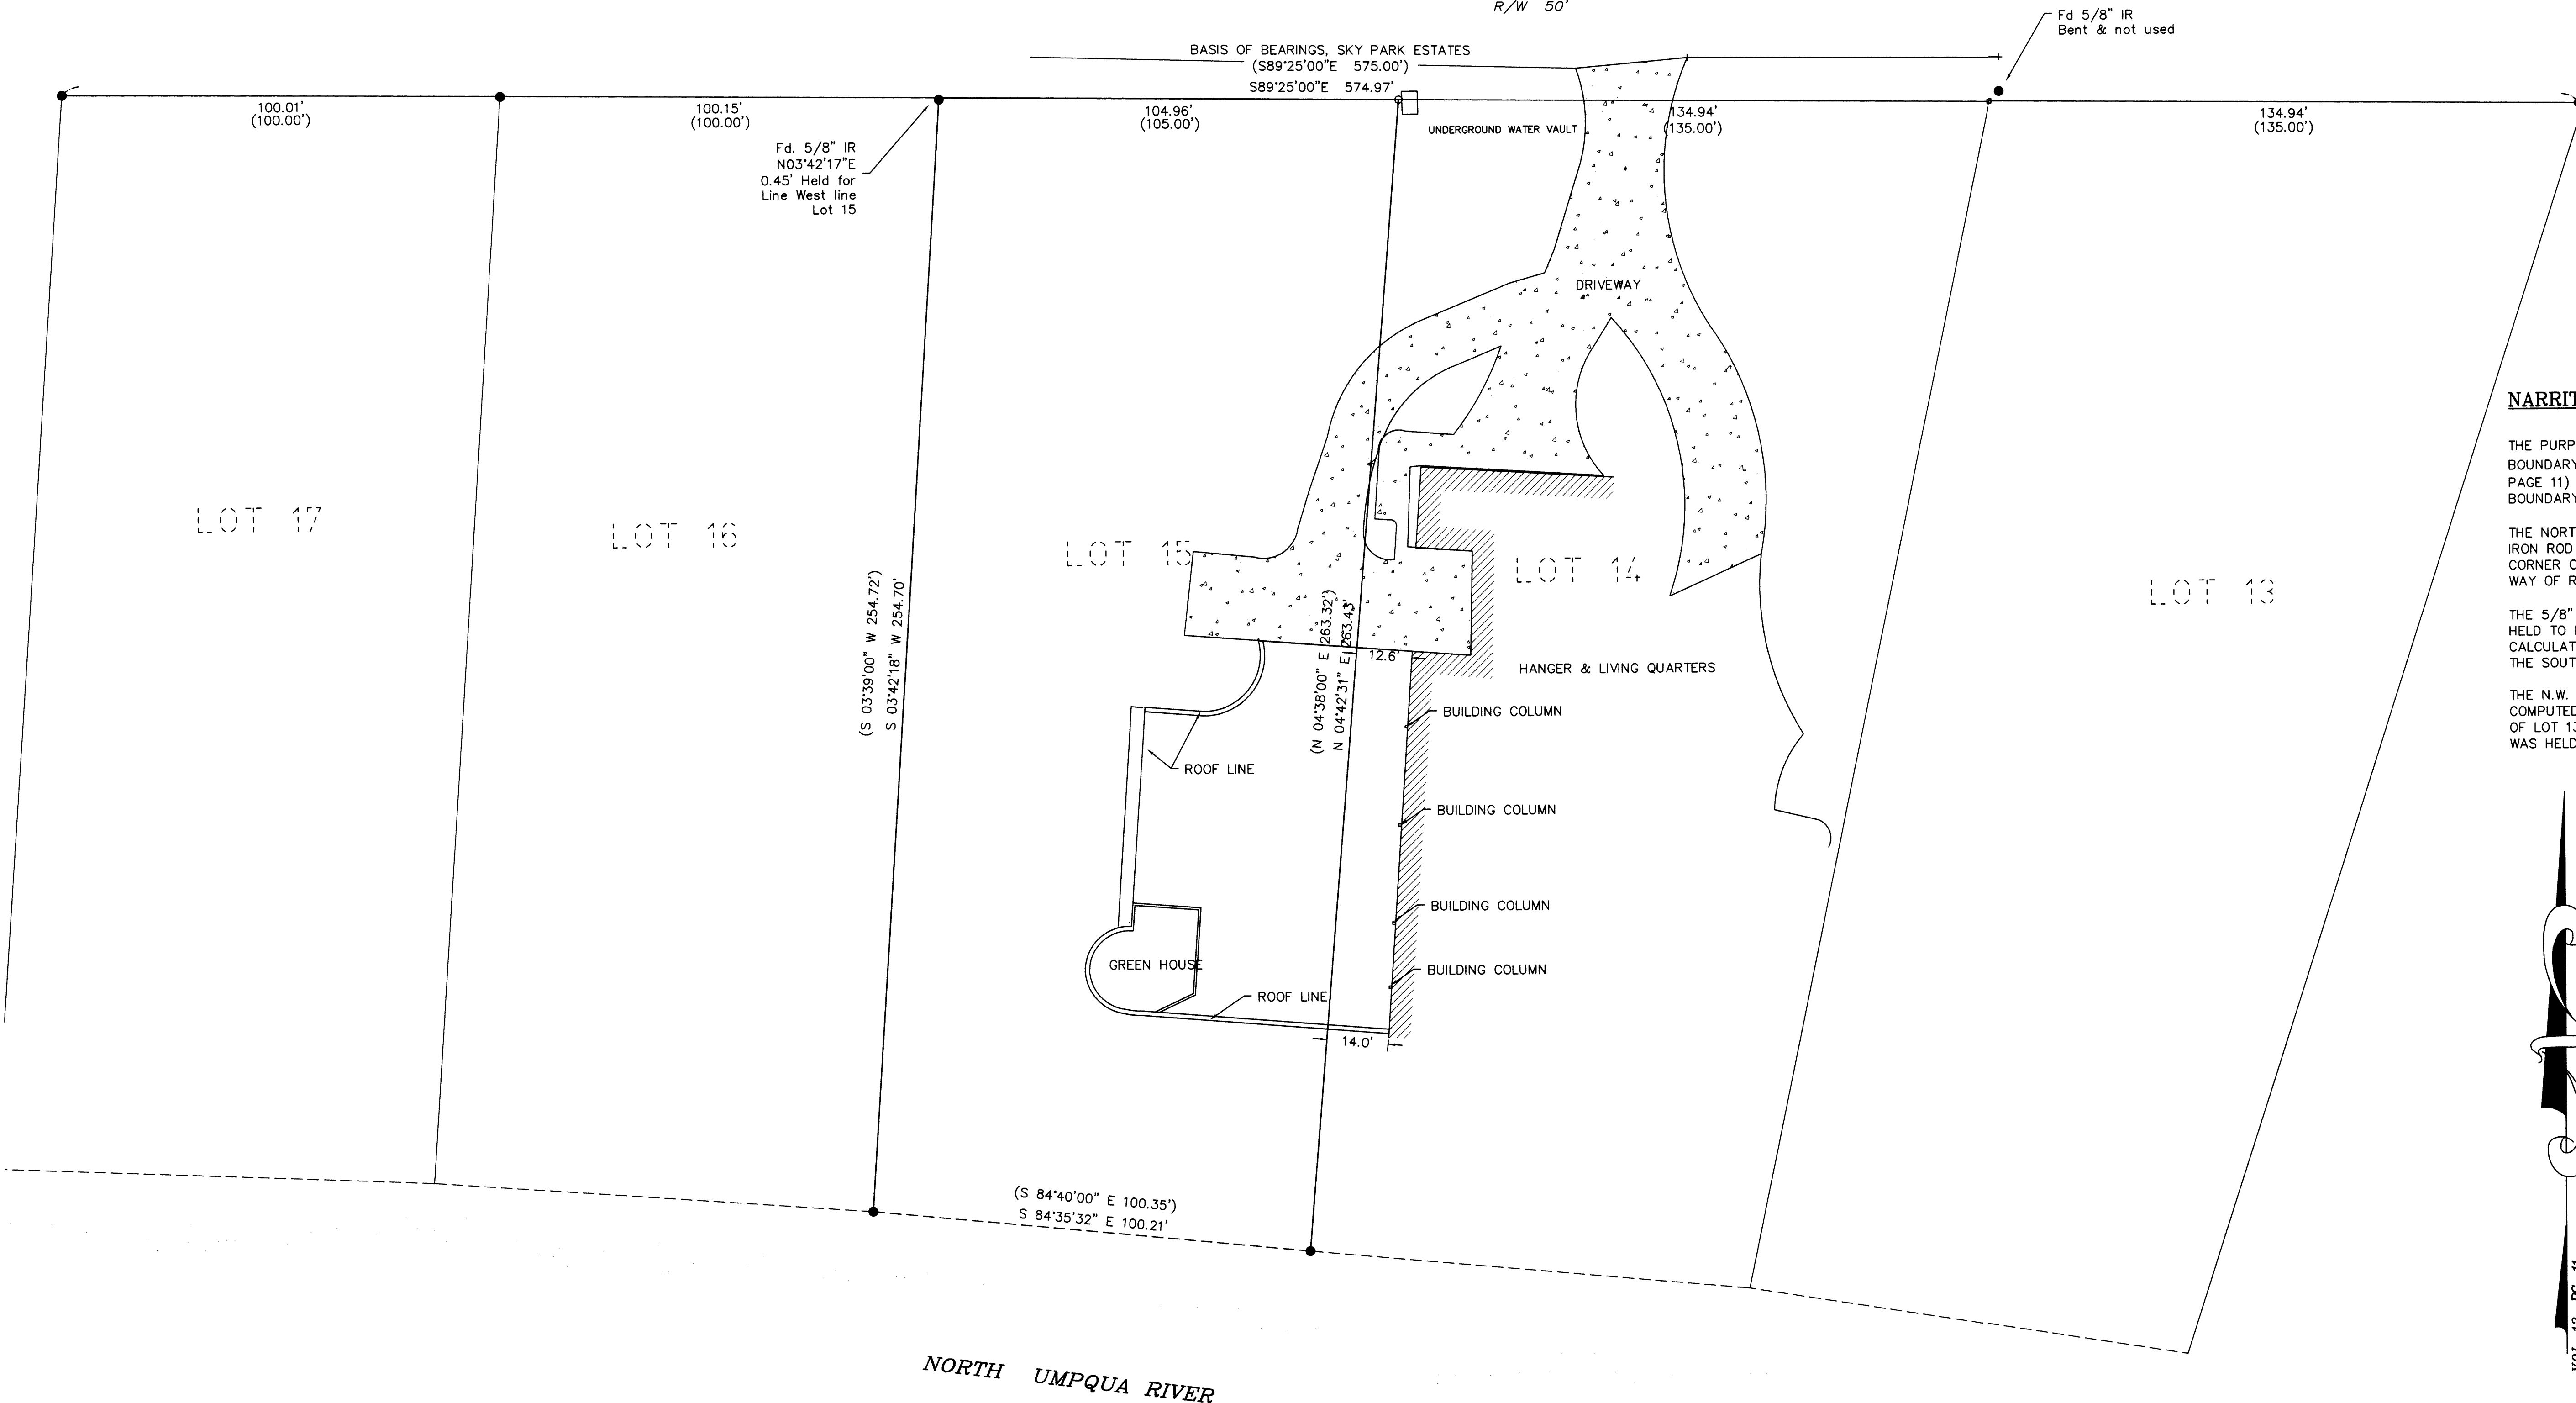 R/W 50'
Fd 5/8" IR
Bent & not used
BASIS OF BEARINGS, SKY PARK ESTATES
(S89°25'00"E 575.00')
S89°25'00"E 574.97'
100.01'
(100.00')
100.15'
(100.00')
104.96'
(105.00')
134.94'
(135.00')
134.94'
(135.00')
UNDERGROUND WATER VAULT
Fd. 5/8" IR
N03°42'17"E
0.45' Held for
Line West line
Lot 15
DRIVEWAY
NARRIT
THE PURP
BOUNDARY
PAGE 11)
BOUNDARY
THE NORT
IRON ROD
CORNER O
WAY OF R
THE 5/8"
HELD TO
CALCULAT
THE SOUT
THE N.W.
COMPUTED
OF LOT 13
WAS HELD
LOT 17
LOT 16
LOT 15
LOT 14
LOT 13
(S 03°39'00" W 254.72')
S 03°42'18" W 254.70'
(N 04°38'00" E 263.32')
N 04°42'31" E 263.43'
12.6'
HANGER & LIVING QUARTERS
BUILDING COLUMN
ROOF LINE
BUILDING COLUMN
BUILDING COLUMN
GREEN HOUSE
BUILDING COLUMN
ROOF LINE
14.0'
(S 84°40'00" E 100.35')
S 84°35'32" E 100.21'
NORTH UMPQUA RIVER